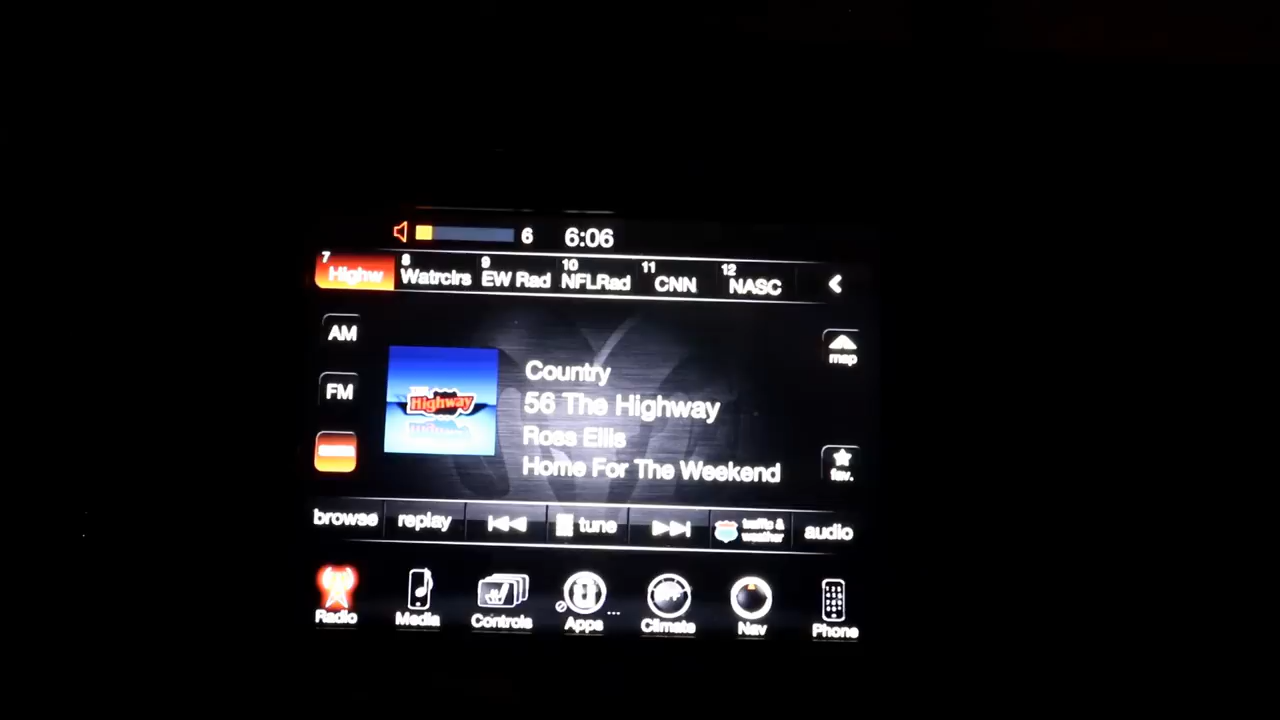 6 6:06
7 Highw 8 Watrclrs 9 EW Rad 10 NFLRad 11 CNN 12 NASC
AM
map
Country
FM
Highway
56 The Highway
Ross Ellis
Home For The Weekend
fav.
browse replay tune traffic & weather audio
Radio Media Controls Apps Climate Nav Phone